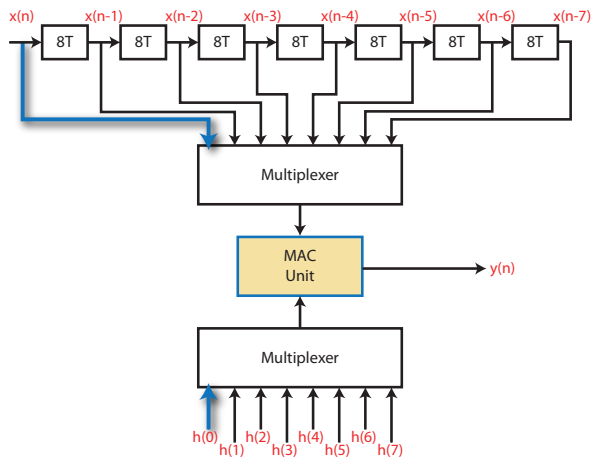 x(n) x(n-1) x(n-2) x(n-3) x(n-4) x(n-5) x(n-6) x(n-7)
8T 8T 8T 8T 8T 8T 8T
Multiplexer
MAC
Unit
y(n)
Multiplexer
h(0) h(2) h(4) h(6)
h(1) h(3) h(5) h(7)